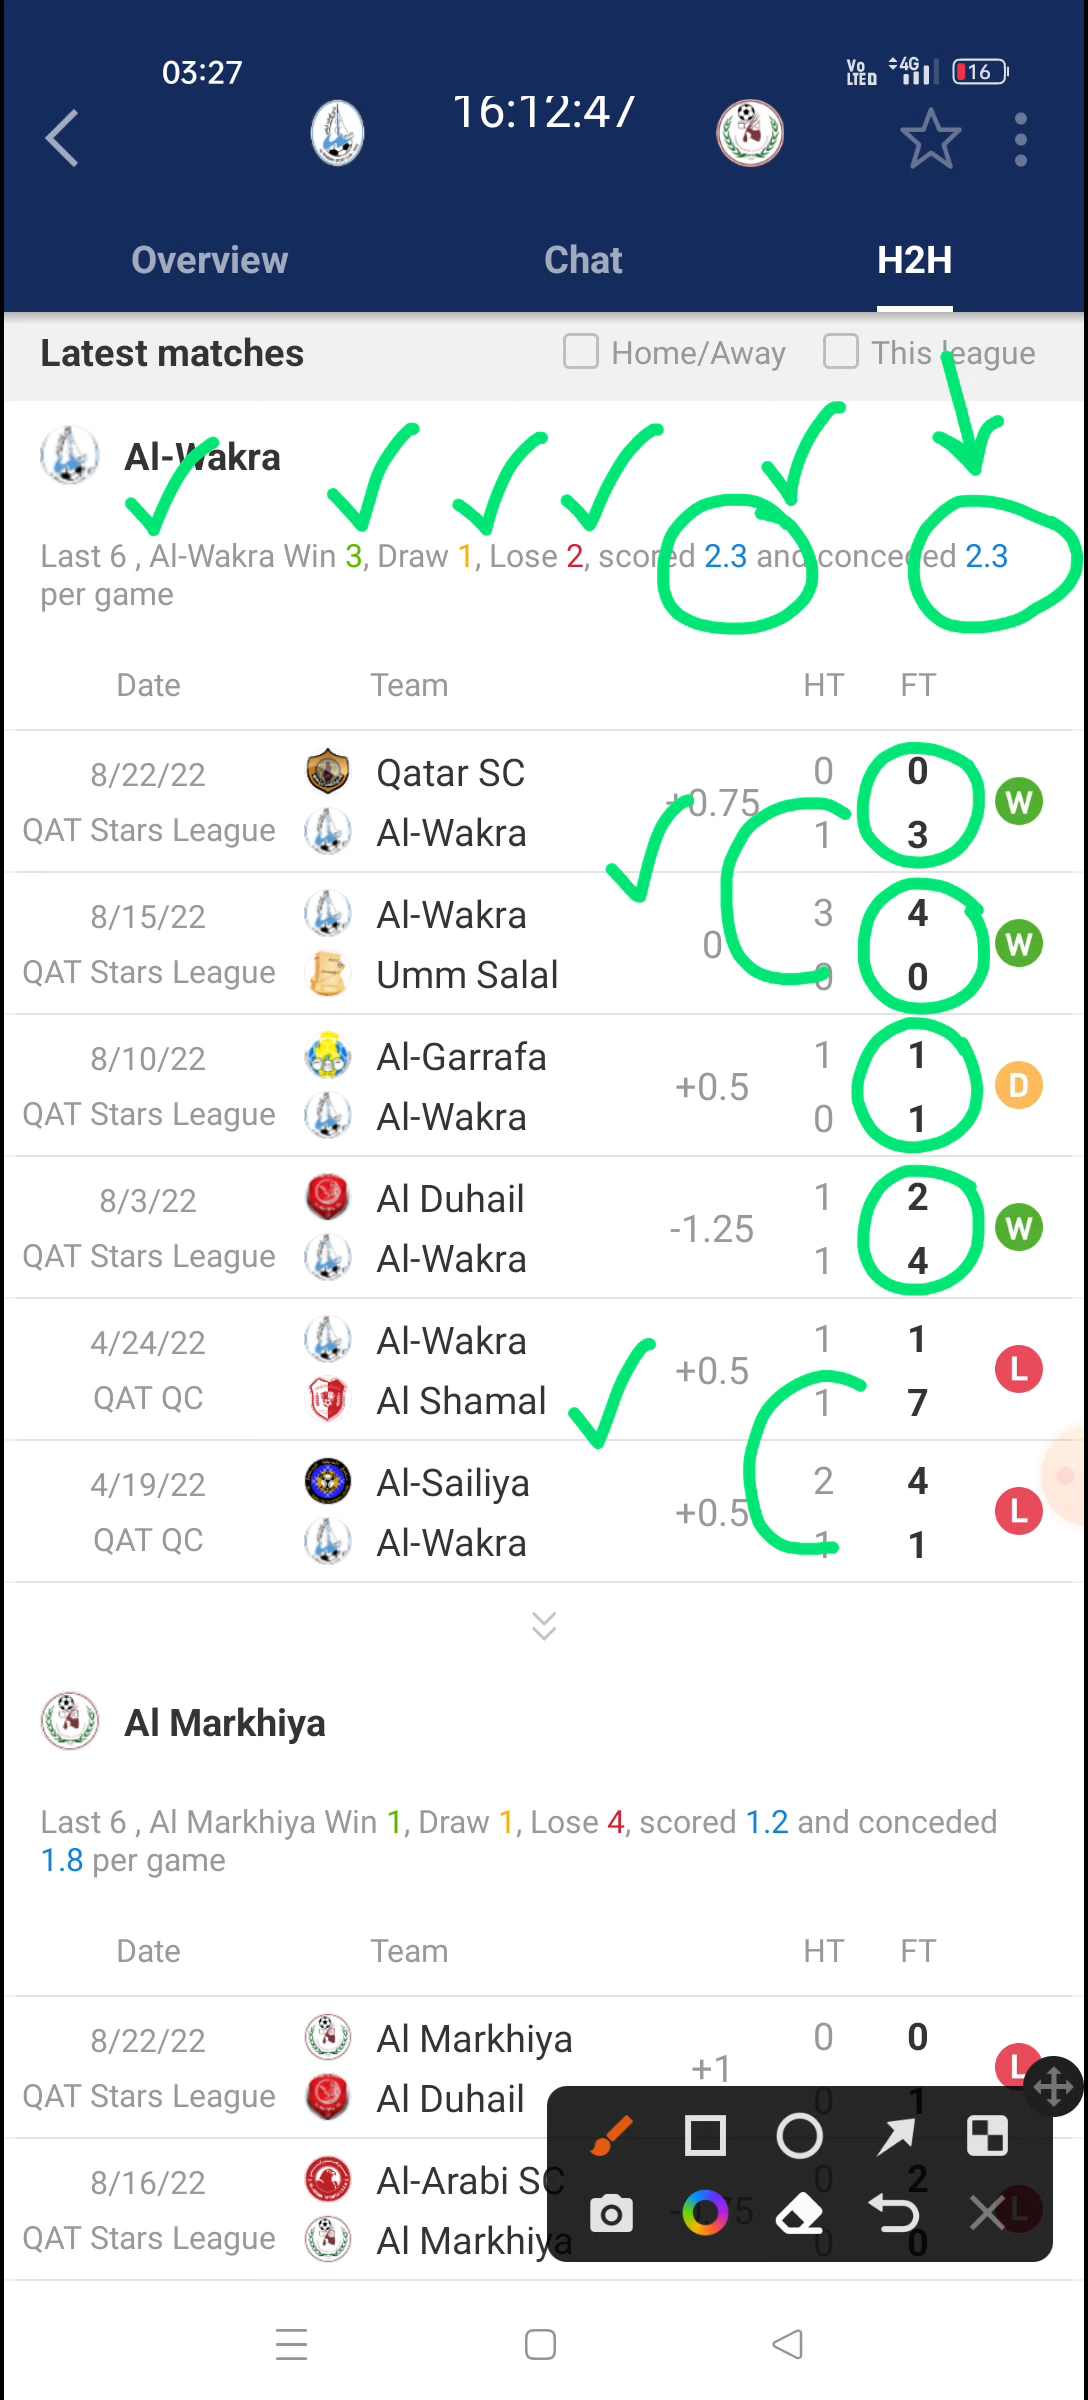 03:27
Vo LTED 4G 16
16:12:47
Overview Chat H2H
Latest matches Home/Away This league
Al-Wakra
Last 6 , Al-Wakra Win 3, Draw 1, Lose 2, scored 2.3 and conceded 2.3
per game
Date Team HT FT
8/22/22 Qatar SC 0 0
+0.75 W
QAT Stars League Al-Wakra 1 3
8/15/22 Al-Wakra 3 4
0 W
QAT Stars League Umm Salal 0 0
8/10/22 Al-Garrafa 1 1
+0.5 D
QAT Stars League Al-Wakra 0 1
8/3/22 Al Duhail 1 2
-1.25 W
QAT Stars League Al-Wakra 1 4
4/24/22 Al-Wakra 1 1
+0.5 L
QAT QC Al Shamal 1 7
4/19/22 Al-Sailiya 2 4
+0.5 L
QAT QC Al-Wakra 1 1
Al Markhiya
Last 6 , Al Markhiya Win 1, Draw 1, Lose 4, scored 1.2 and conceded
1.8 per game
Date Team HT FT
8/22/22 Al Markhiya 0 0
+1 L
QAT Stars League Al Duhail 0 1
8/16/22 Al-Arabi SC 0 2
L
QAT Stars League Al Markhiya 0 0